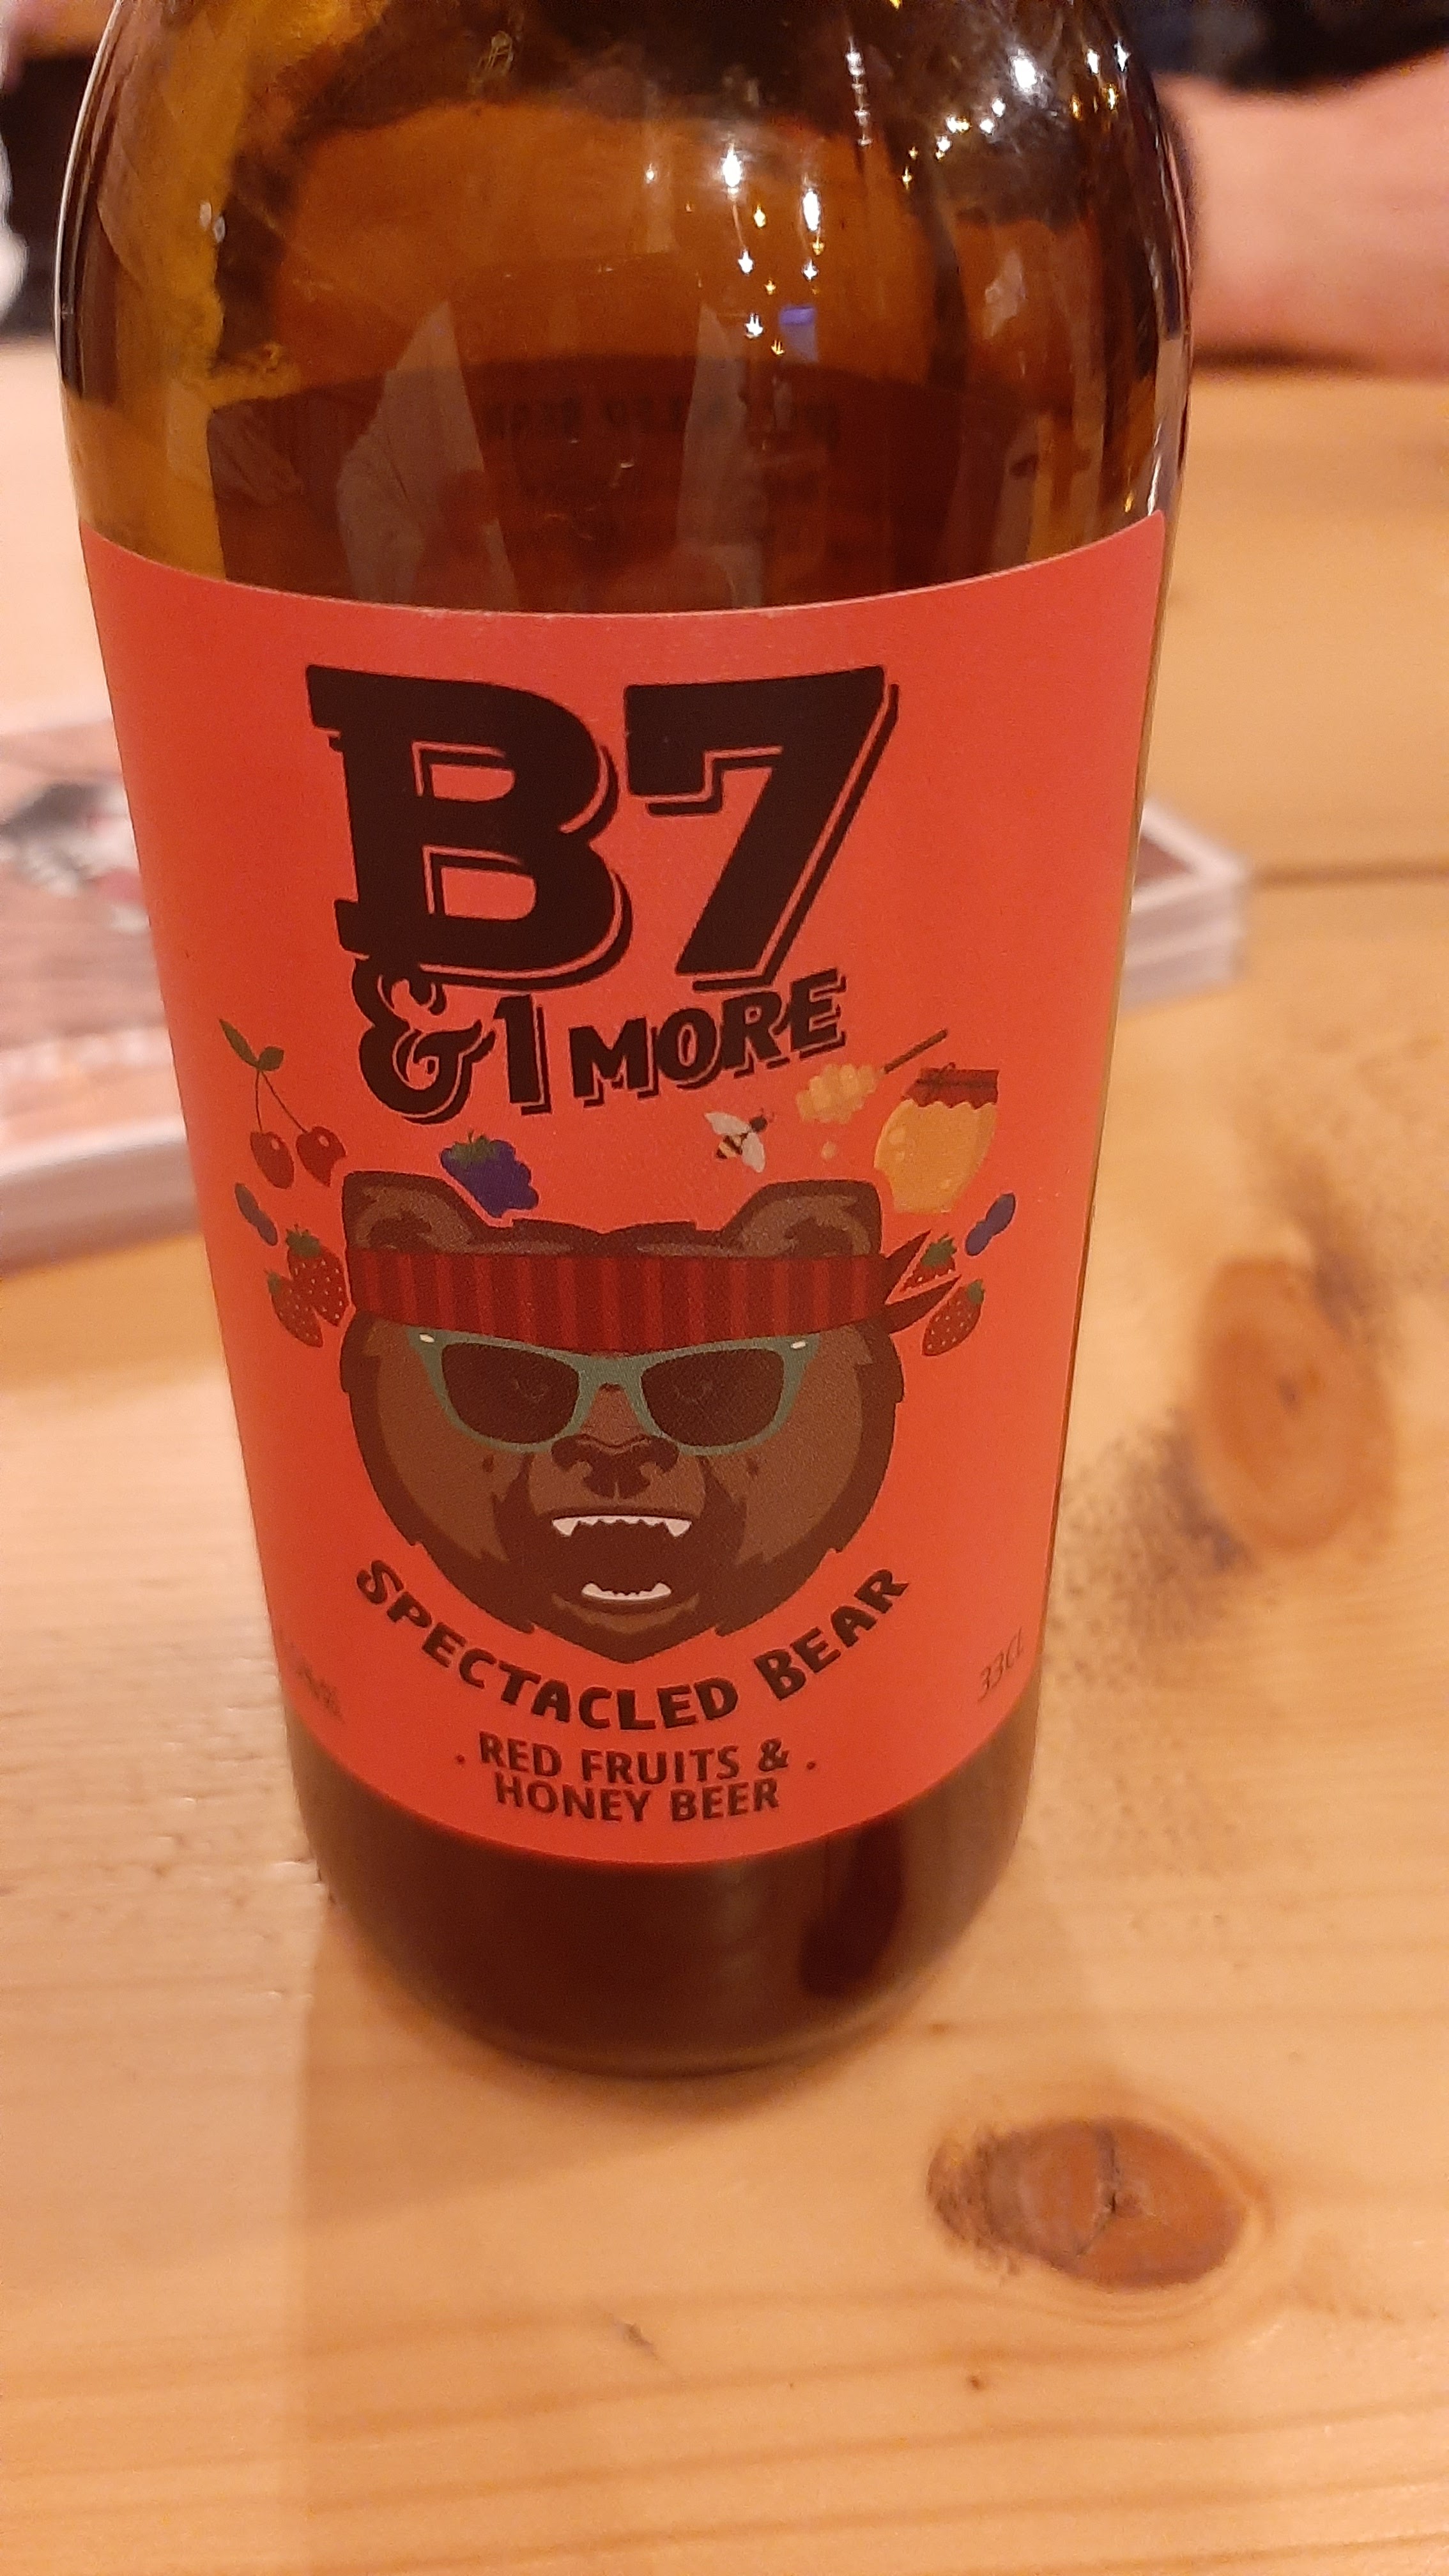 B7
&1 MORE
SPECTACLED BEAR
33CL
. RED FRUITS & .
HONEY BEER